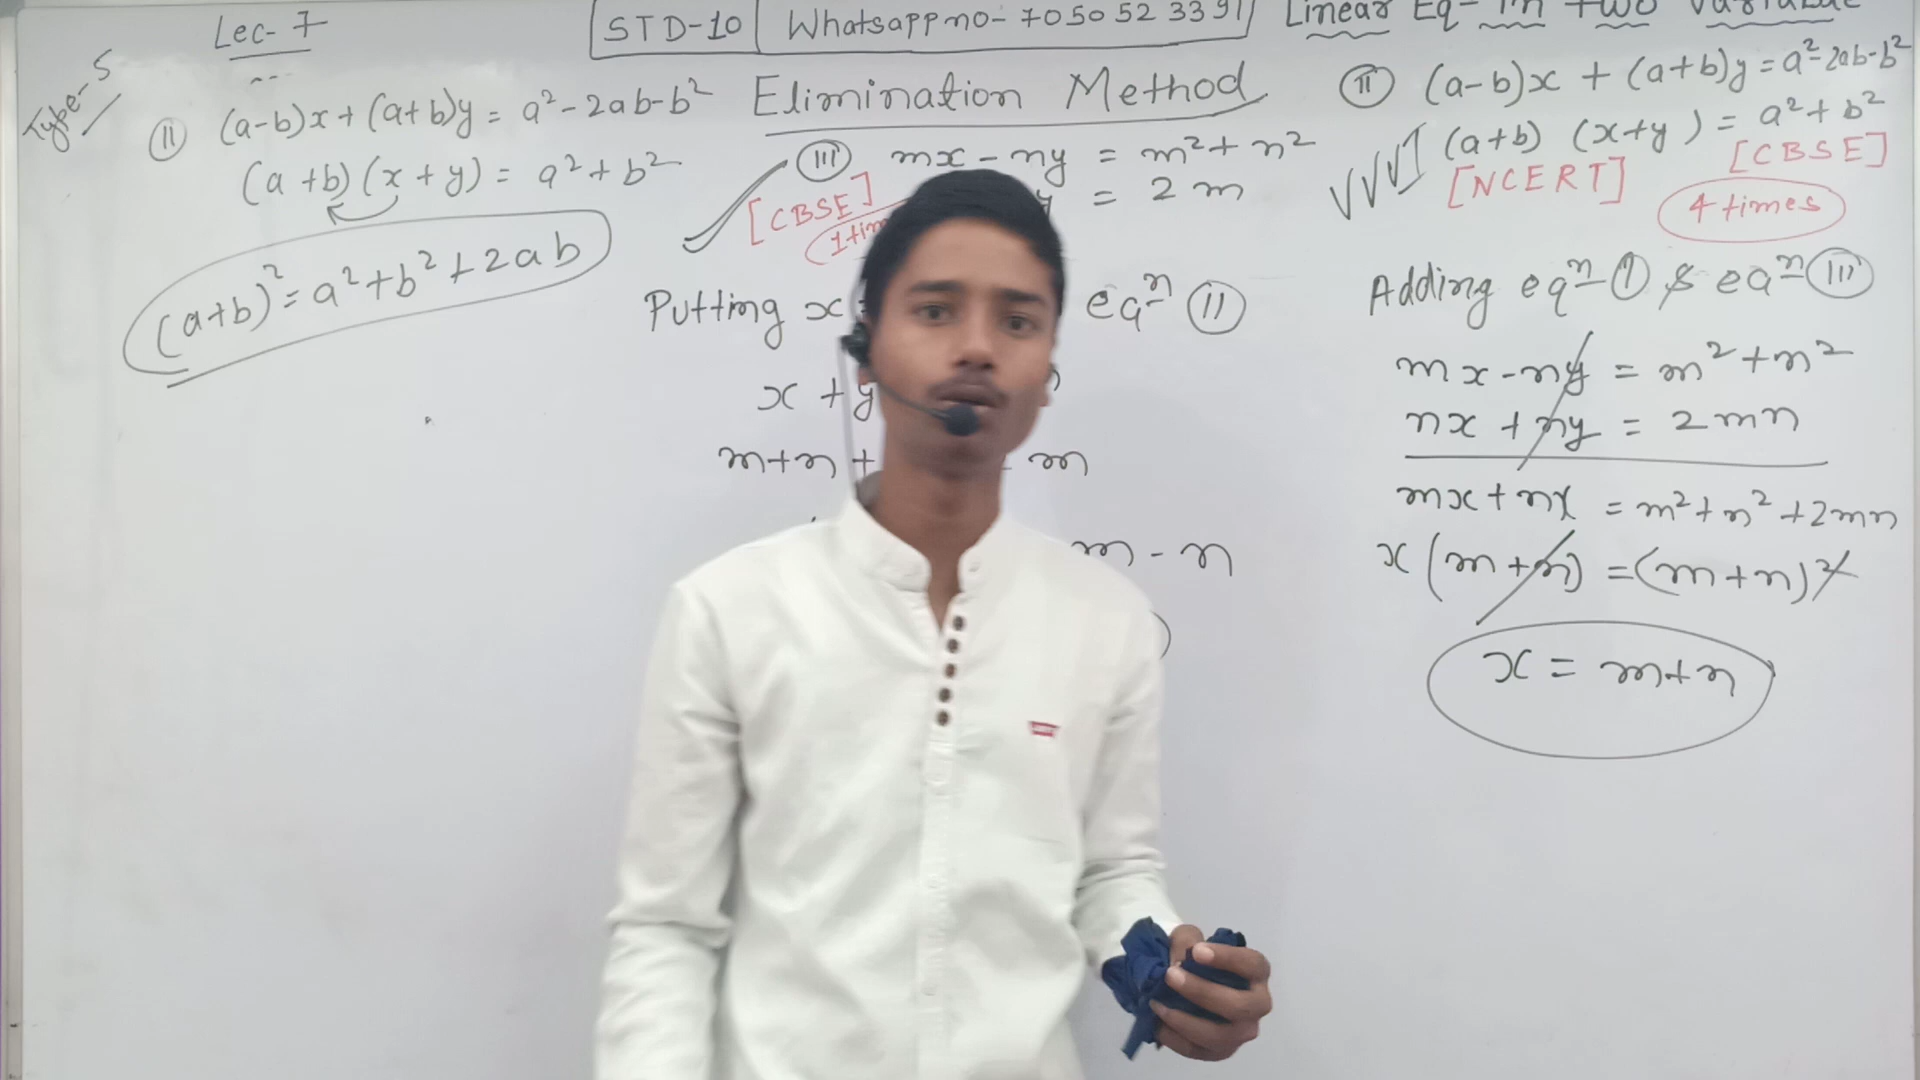 Lec-7
STD-10
Whatsapp no- 7050523391
Linear Eq- in two variable
Type-5
(II) (a-b)x + (a+b)y = a²-2ab-b²
(a+b)(x+y) = a²+b²
(a+b)² = a²+b²+2ab
Elimination Method
(III) mx-ny = m²+n²
= 2m
[CBSE]
Putting x eqⁿ (II)
x + y
m+n + m
m-n
(II) (a-b)x + (a+b)y = a²-2ab-b²
(a+b) (x+y) = a²+b²
[NCERT] [CBSE]
4 times
Adding eqⁿ (I) & eqⁿ (III)
mx-ny = m²+n²
nx+ny = 2mn
mx+nx = m²+n²+2mn
x(m+n) = (m+n)²
x = m+n